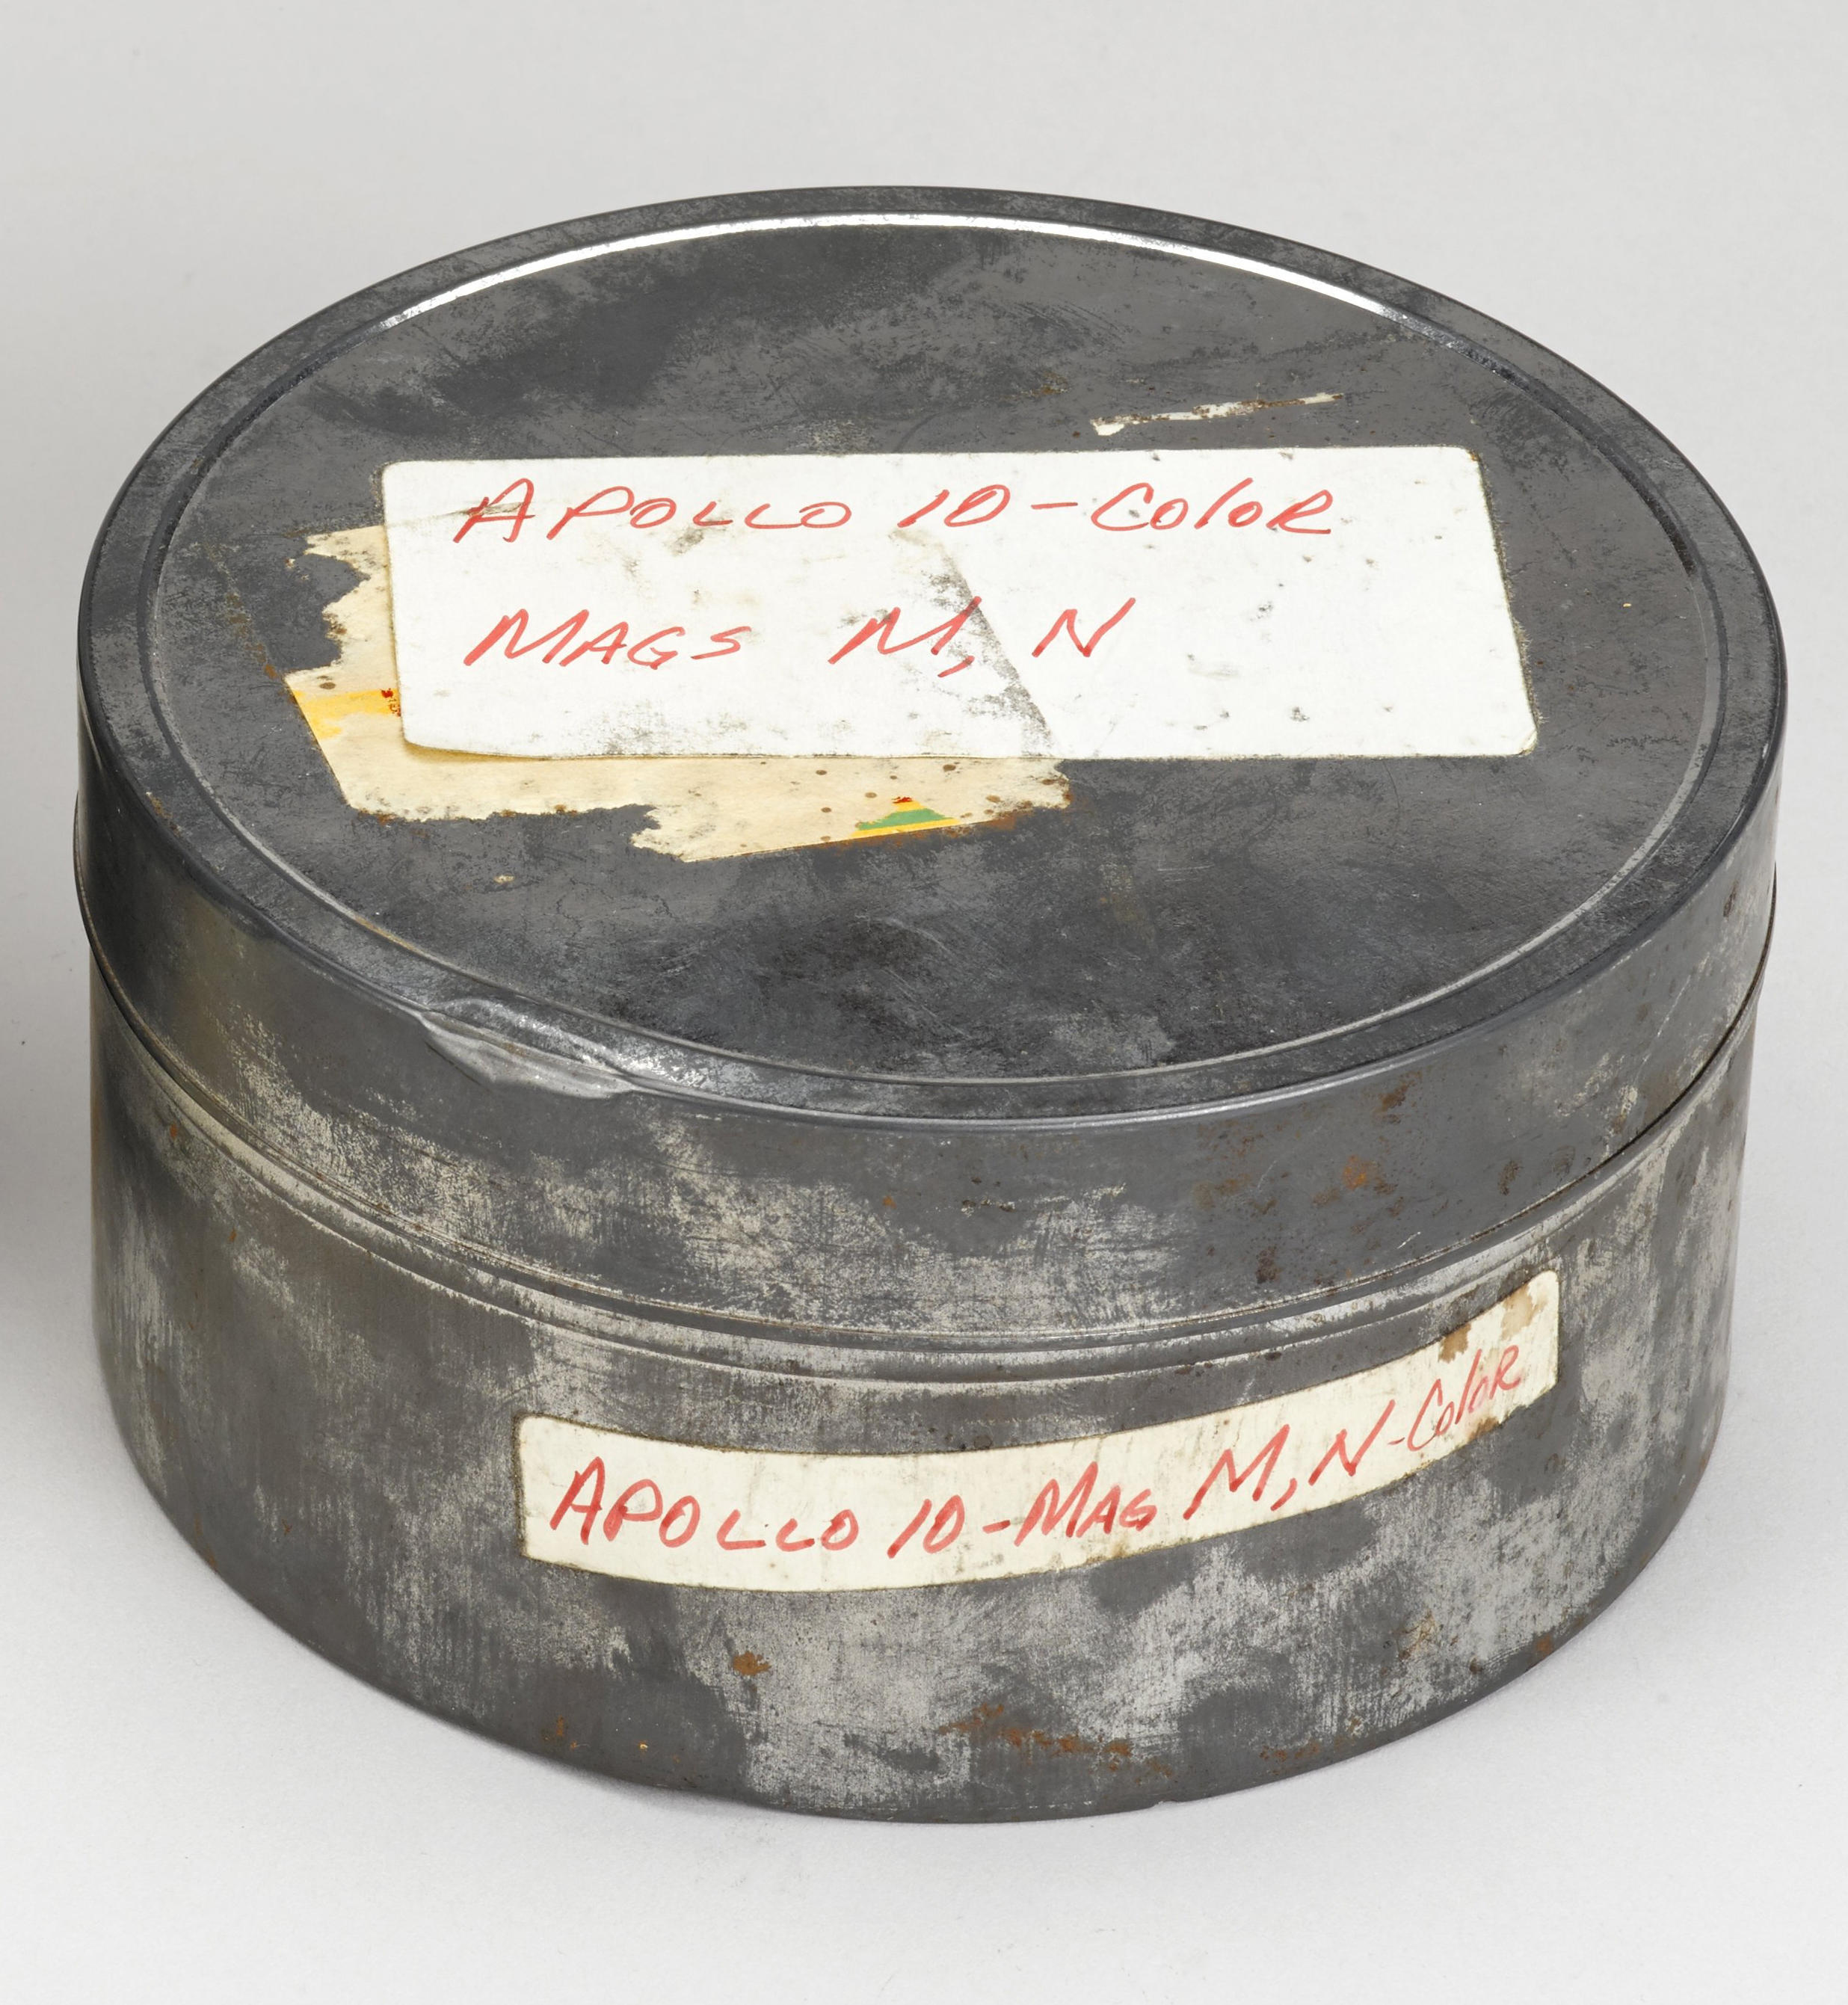 APOLLO 10 - Color
MAGS M, N
APOLLO 10 - MAG M, N - Color